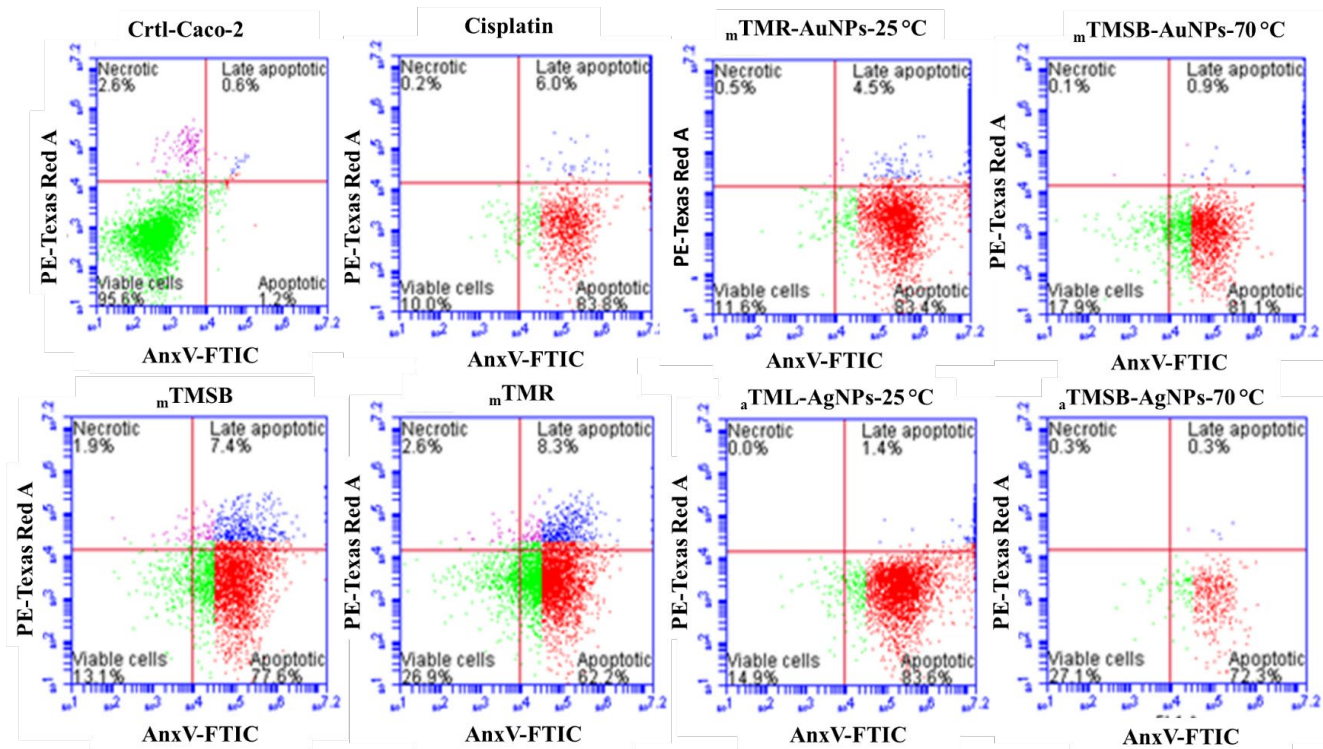 Crtl-Caco-2
Necrotic Late apoptotic
2.6% 0.6%
Viable cells Apoptotic
95.6% 1.2%
PE-Texas Red A
AnxV-FTIC
Cisplatin
Necrotic Late apoptotic
0.2% 6.0%
Viable cells Apoptotic
10.0% 83.8%
PE-Texas Red A
AnxV-FTIC
mTMR-AuNPs-25 °C
Necrotic Late apoptotic
0.5% 4.5%
Viable cells Apoptotic
11.6% 83.4%
PE-Texas Red A
AnxV-FTIC
mTMSB-AuNPs-70 °C
Necrotic Late apoptotic
0.1% 0.9%
Viable cells Apoptotic
17.9% 81.1%
PE-Texas Red A
AnxV-FTIC
mTMSB
Necrotic Late apoptotic
1.9% 7.4%
Viable cells Apoptotic
13.1% 77.6%
PE-Texas Red A
AnxV-FTIC
mTMR
Necrotic Late apoptotic
2.6% 8.3%
Viable cells Apoptotic
26.9% 62.2%
PE-Texas Red A
AnxV-FTIC
aTML-AgNPs-25 °C
Necrotic Late apoptotic
0.0% 1.4%
Viable cells Apoptotic
14.9% 83.6%
PE-Texas Red A
AnxV-FTIC
aTMSB-AgNPs-70 °C
Necrotic Late apoptotic
0.3% 0.3%
Viable cells Apoptotic
27.1% 72.3%
PE-Texas Red A
AnxV-FTIC